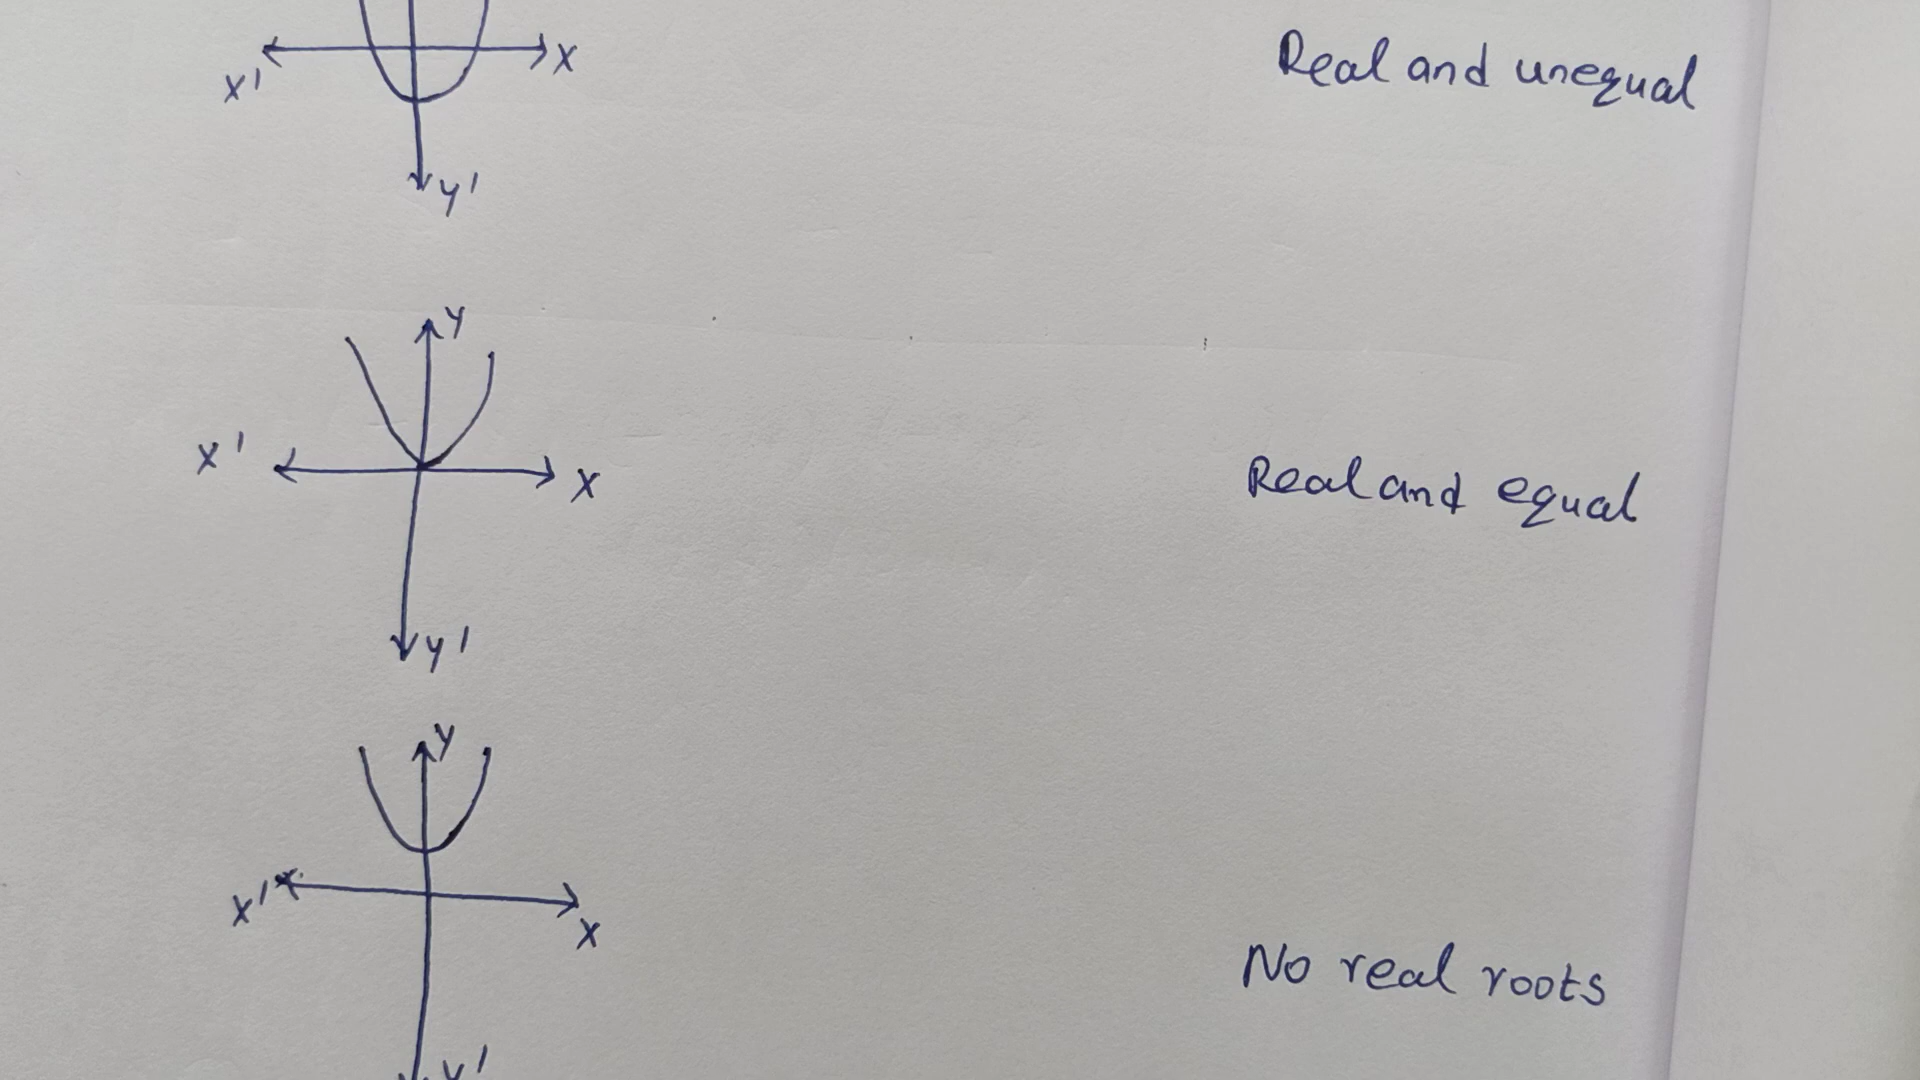 X
X'
Real and unequal
y'
y
X'
X
Real and equal
y'
y
X'
X
No real roots
y'